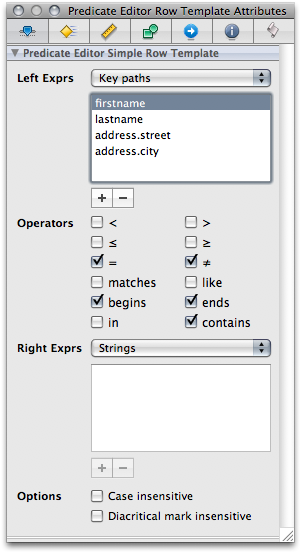 Predicate Editor Row Template Attributes
Predicate Editor Simple Row Template
Left Exprs Key paths
firstname
lastname
address.street
address.city
+ −
Operators < >
≤ ≥
= ≠
matches like
begins ends
in contains
Right Exprs Strings
+ −
Options Case insensitive
Diacritical mark insensitive